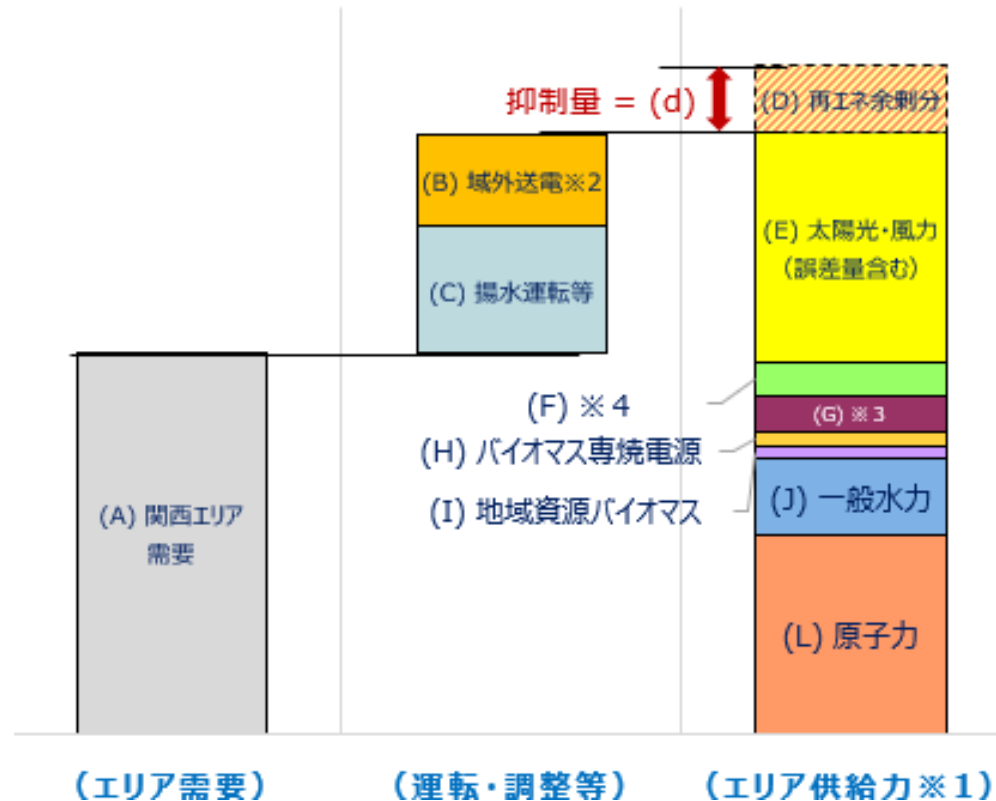 抑制量 = (d)
(D) 再エネ余剰分
(B) 域外送電※2
(C) 揚水運転等
(E) 太陽光・風力
(誤差量含む)
(F) ※4
(G) ※3
(H) バイオマス専焼電源
(I) 地域資源バイオマス
(J) 一般水力
(A) 関西エリア
需要
(L) 原子力
(エリア需要)
(運転・調整等)
(エリア供給力※1)